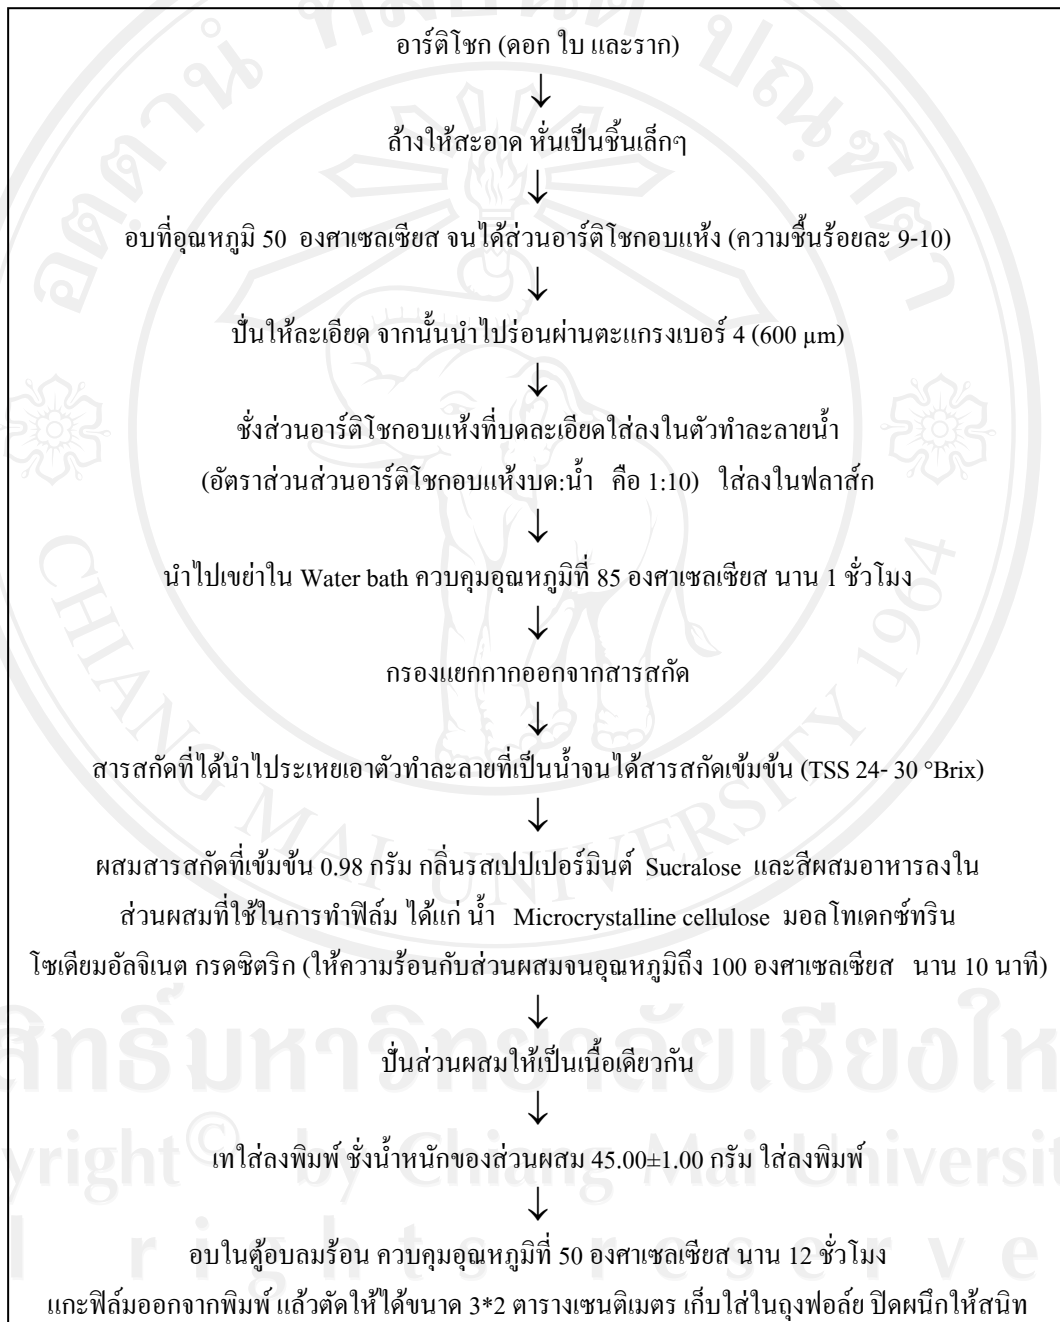 อาร์ติโชก (ดอก ใบ และราก)
↓
ล้างให้สะอาด หั่นเป็นชิ้นเล็กๆ
↓
อบที่อุณหภูมิ 50 องศาเซลเซียส จนได้ส่วนอาร์ติโชกอบแห้ง (ความชื้นร้อยละ 9-10)
↓
ปั่นให้ละเอียด จากนั้นนำไปร่อนผ่านตะแกรงเบอร์ 4 (600 µm)
↓
ชั่งส่วนอาร์ติโชกอบแห้งที่บดละเอียดใส่ลงในตัวทำละลายน้ำ
(อัตราส่วนส่วนอาร์ติโชกอบแห้งบด:น้ำ คือ 1:10) ใส่ลงในฟลาส์ก
↓
นำไปเขย่าใน Water bath ควบคุมอุณหภูมิที่ 85 องศาเซลเซียส นาน 1 ชั่วโมง
↓
กรองแยกกากออกจากสารสกัด
↓
สารสกัดที่ได้นำไประเหยเอาตัวทำละลายที่เป็นน้ำจนได้สารสกัดเข้มข้น (TSS 24- 30 °Brix)
↓
ผสมสารสกัดที่เข้มข้น 0.98 กรัม กลิ่นรสเปปเปอร์มินต์ Sucralose และสีผสมอาหารลงใน
ส่วนผสมที่ใช้ในการทำฟิล์ม ได้แก่ น้ำ Microcrystalline cellulose มอลโทเดกซ์ทริน
โซเดียมอัลจิเนต กรดซิตริก (ให้ความร้อนกับส่วนผสมจนอุณหภูมิถึง 100 องศาเซลเซียส นาน 10 นาที)
↓
ปั่นส่วนผสมให้เป็นเนื้อเดียวกัน
↓
เทใส่ลงพิมพ์ ชั่งน้ำหนักของส่วนผสม 45.00±1.00 กรัม ใส่ลงพิมพ์
↓
อบในตู้อบลมร้อน ควบคุมอุณหภูมิที่ 50 องศาเซลเซียส นาน 12 ชั่วโมง
แกะฟิล์มออกจากพิมพ์ แล้วตัดให้ได้ขนาด 3*2 ตารางเซนติเมตร เก็บใส่ในถุงฟอล์ย ปิดผนึกให้สนิท
CHIANG MAI UNIVERSITY 1964
สิทธิ์มหาวิทยาลัยเชียงให
yright © by Chiang Mai Universit
l rights reserve